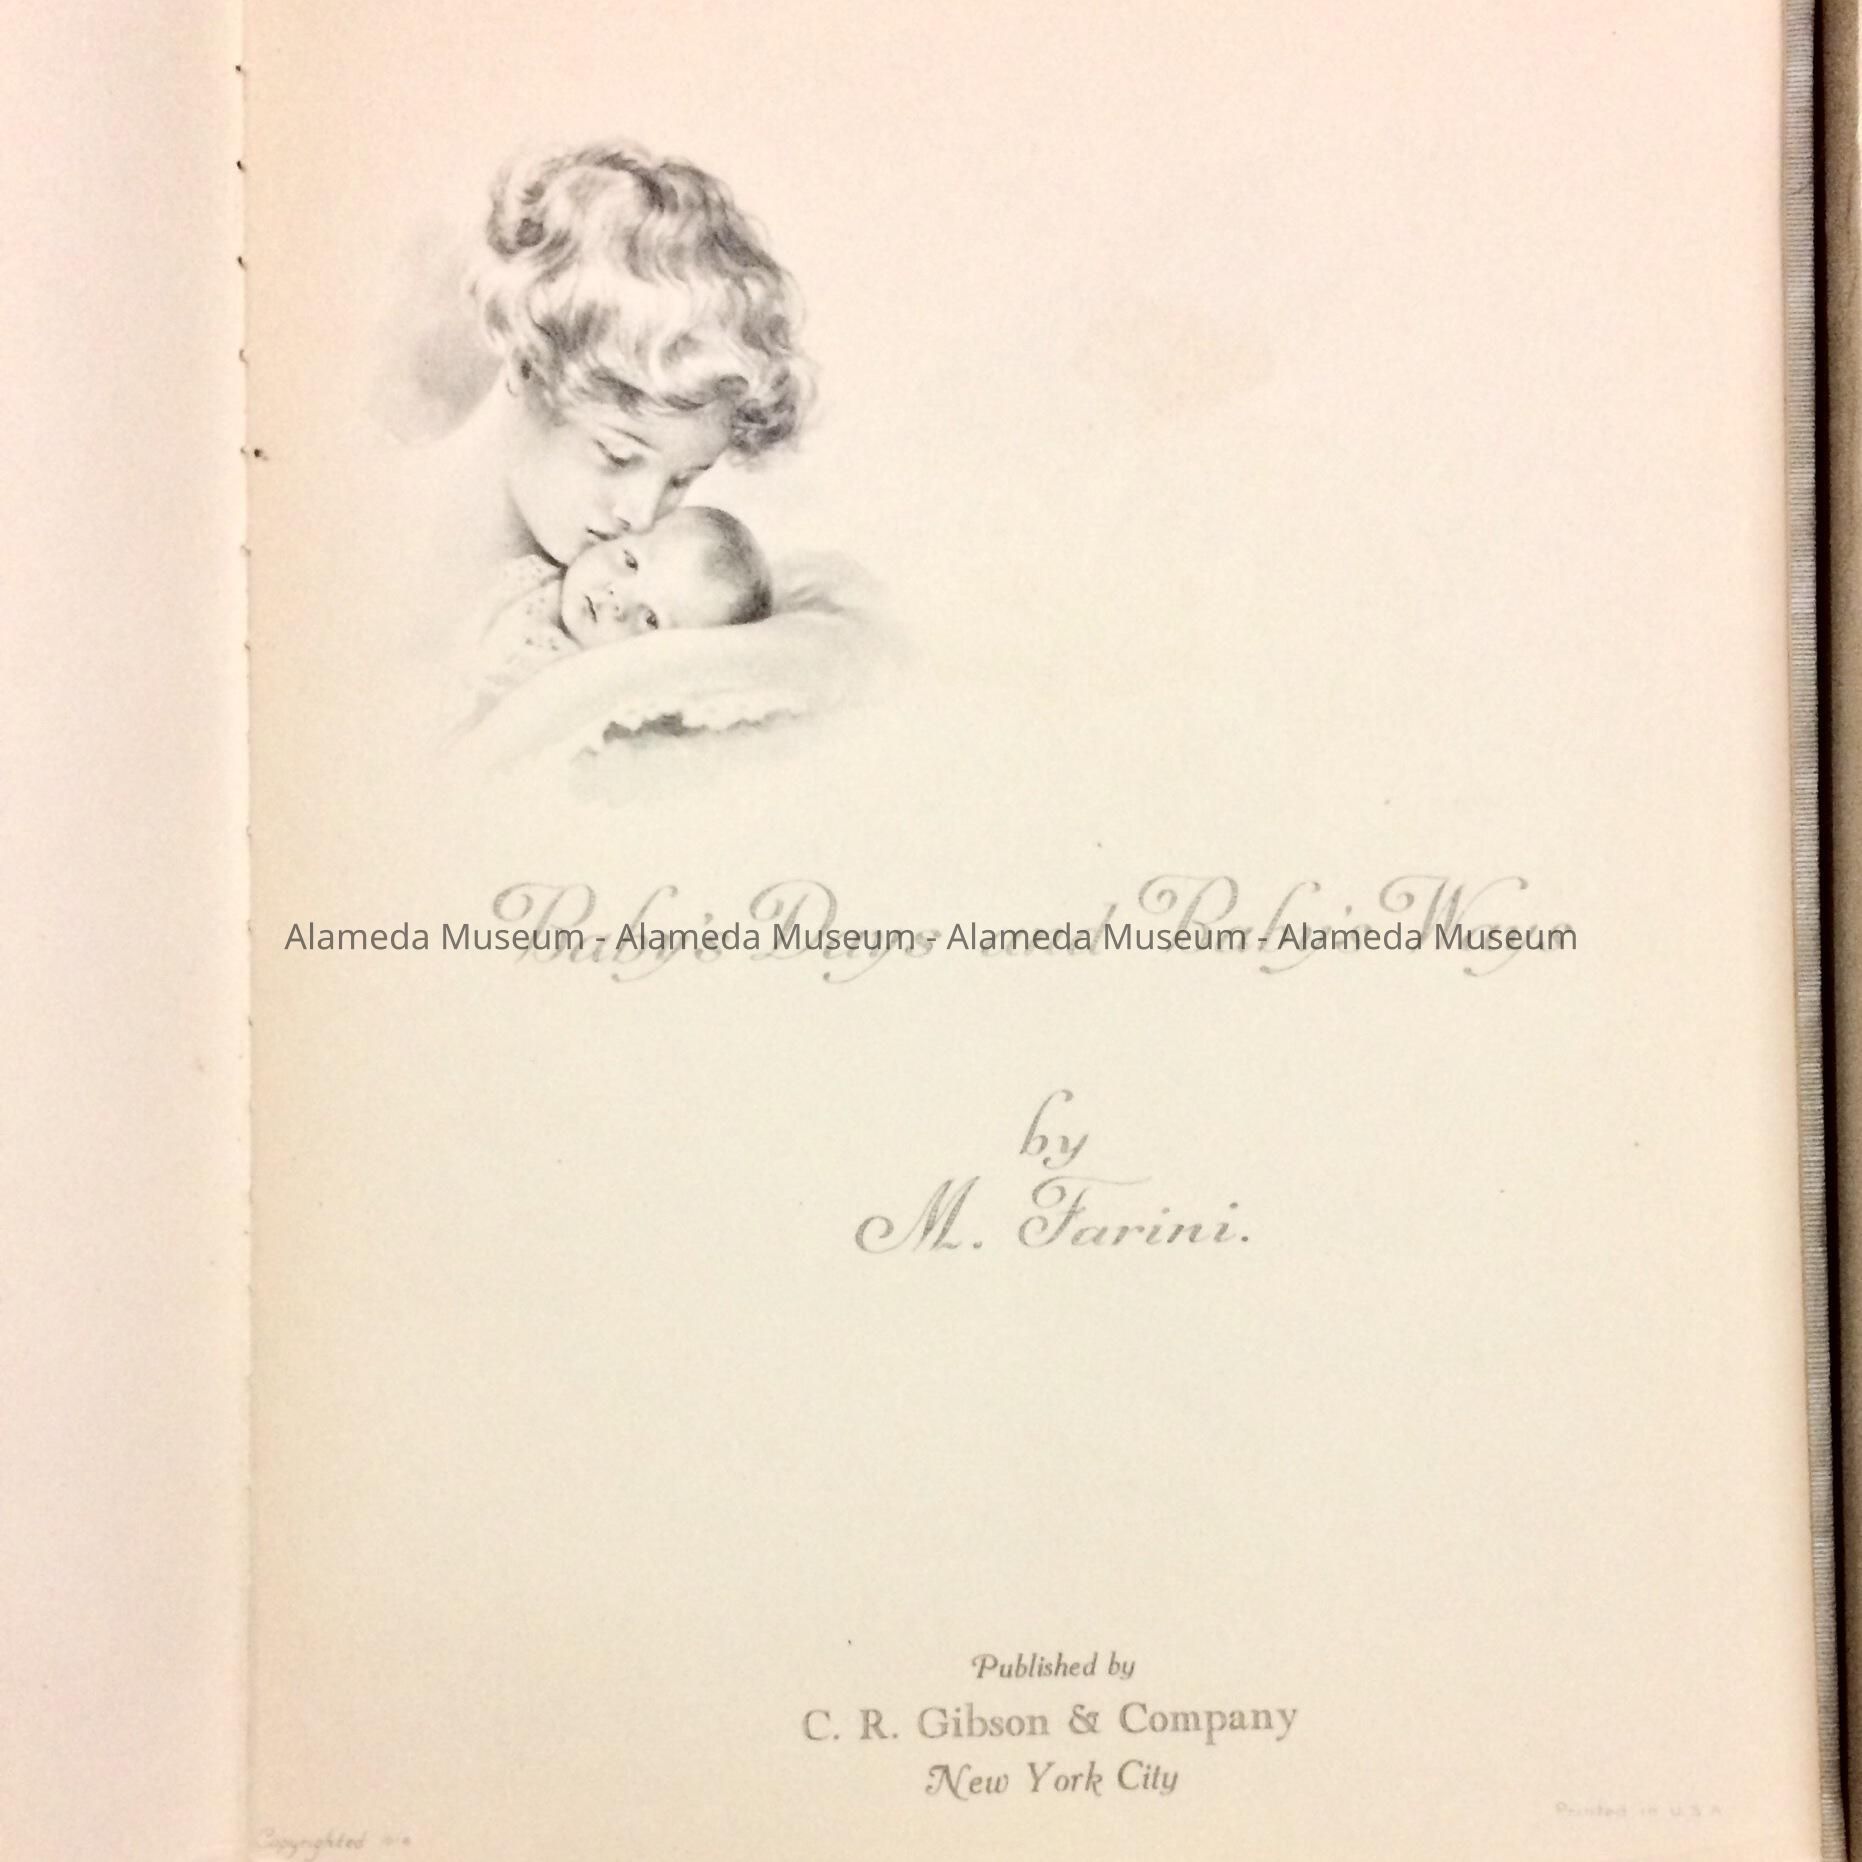 Baby's Days and Baby's Ways
Alameda Museum - Alameda Museum - Alameda Museum - Alameda Museum
by
M. Farini.
Published by
C. R. Gibson & Company
New York City
Printed in U.S.A
Copyrighted